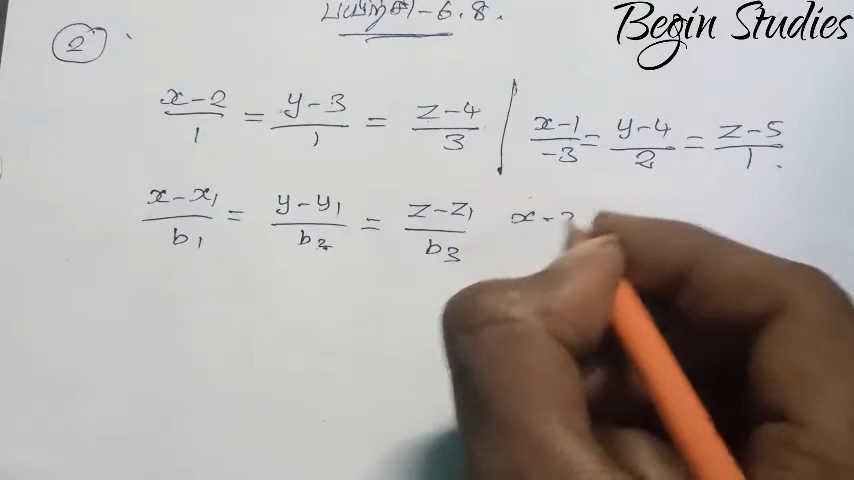 பயிற்சி - 6.8.
Begin Studies
2
x-2/1 = y-3/1 = z-4/3 | x-1/-3 = y-4/2 = z-5/1.
x-x₁/b₁ = y-y₁/b₂ = z-z₁/b₃ x-